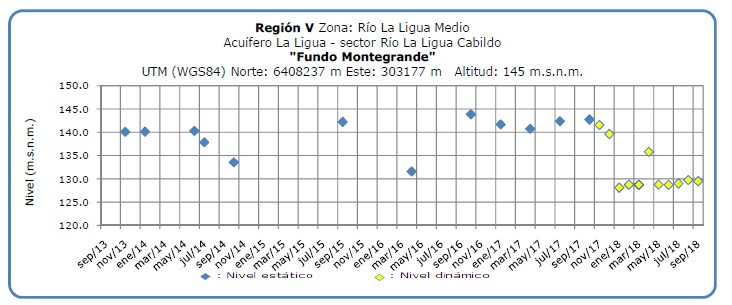 Región V Zona: Río La Ligua Medio
Acuífero La Ligua - sector Río La Ligua Cabildo
"Fundo Montegrande"
UTM (WGS84) Norte: 6408237 m Este: 303177 m Altitud: 145 m.s.n.m.
Nivel (m.s.n.m.)
150.0
145.0
140.0
135.0
130.0
125.0
120.0
sep/13
nov/13
ene/14
mar/14
may/14
jul/14
sep/14
nov/14
ene/15
mar/15
may/15
jul/15
sep/15
nov/15
ene/16
mar/16
may/16
jul/16
sep/16
nov/16
ene/17
mar/17
may/17
jul/17
sep/17
nov/17
ene/18
mar/18
may/18
jul/18
sep/18
: Nivel estático
: Nivel dinámico